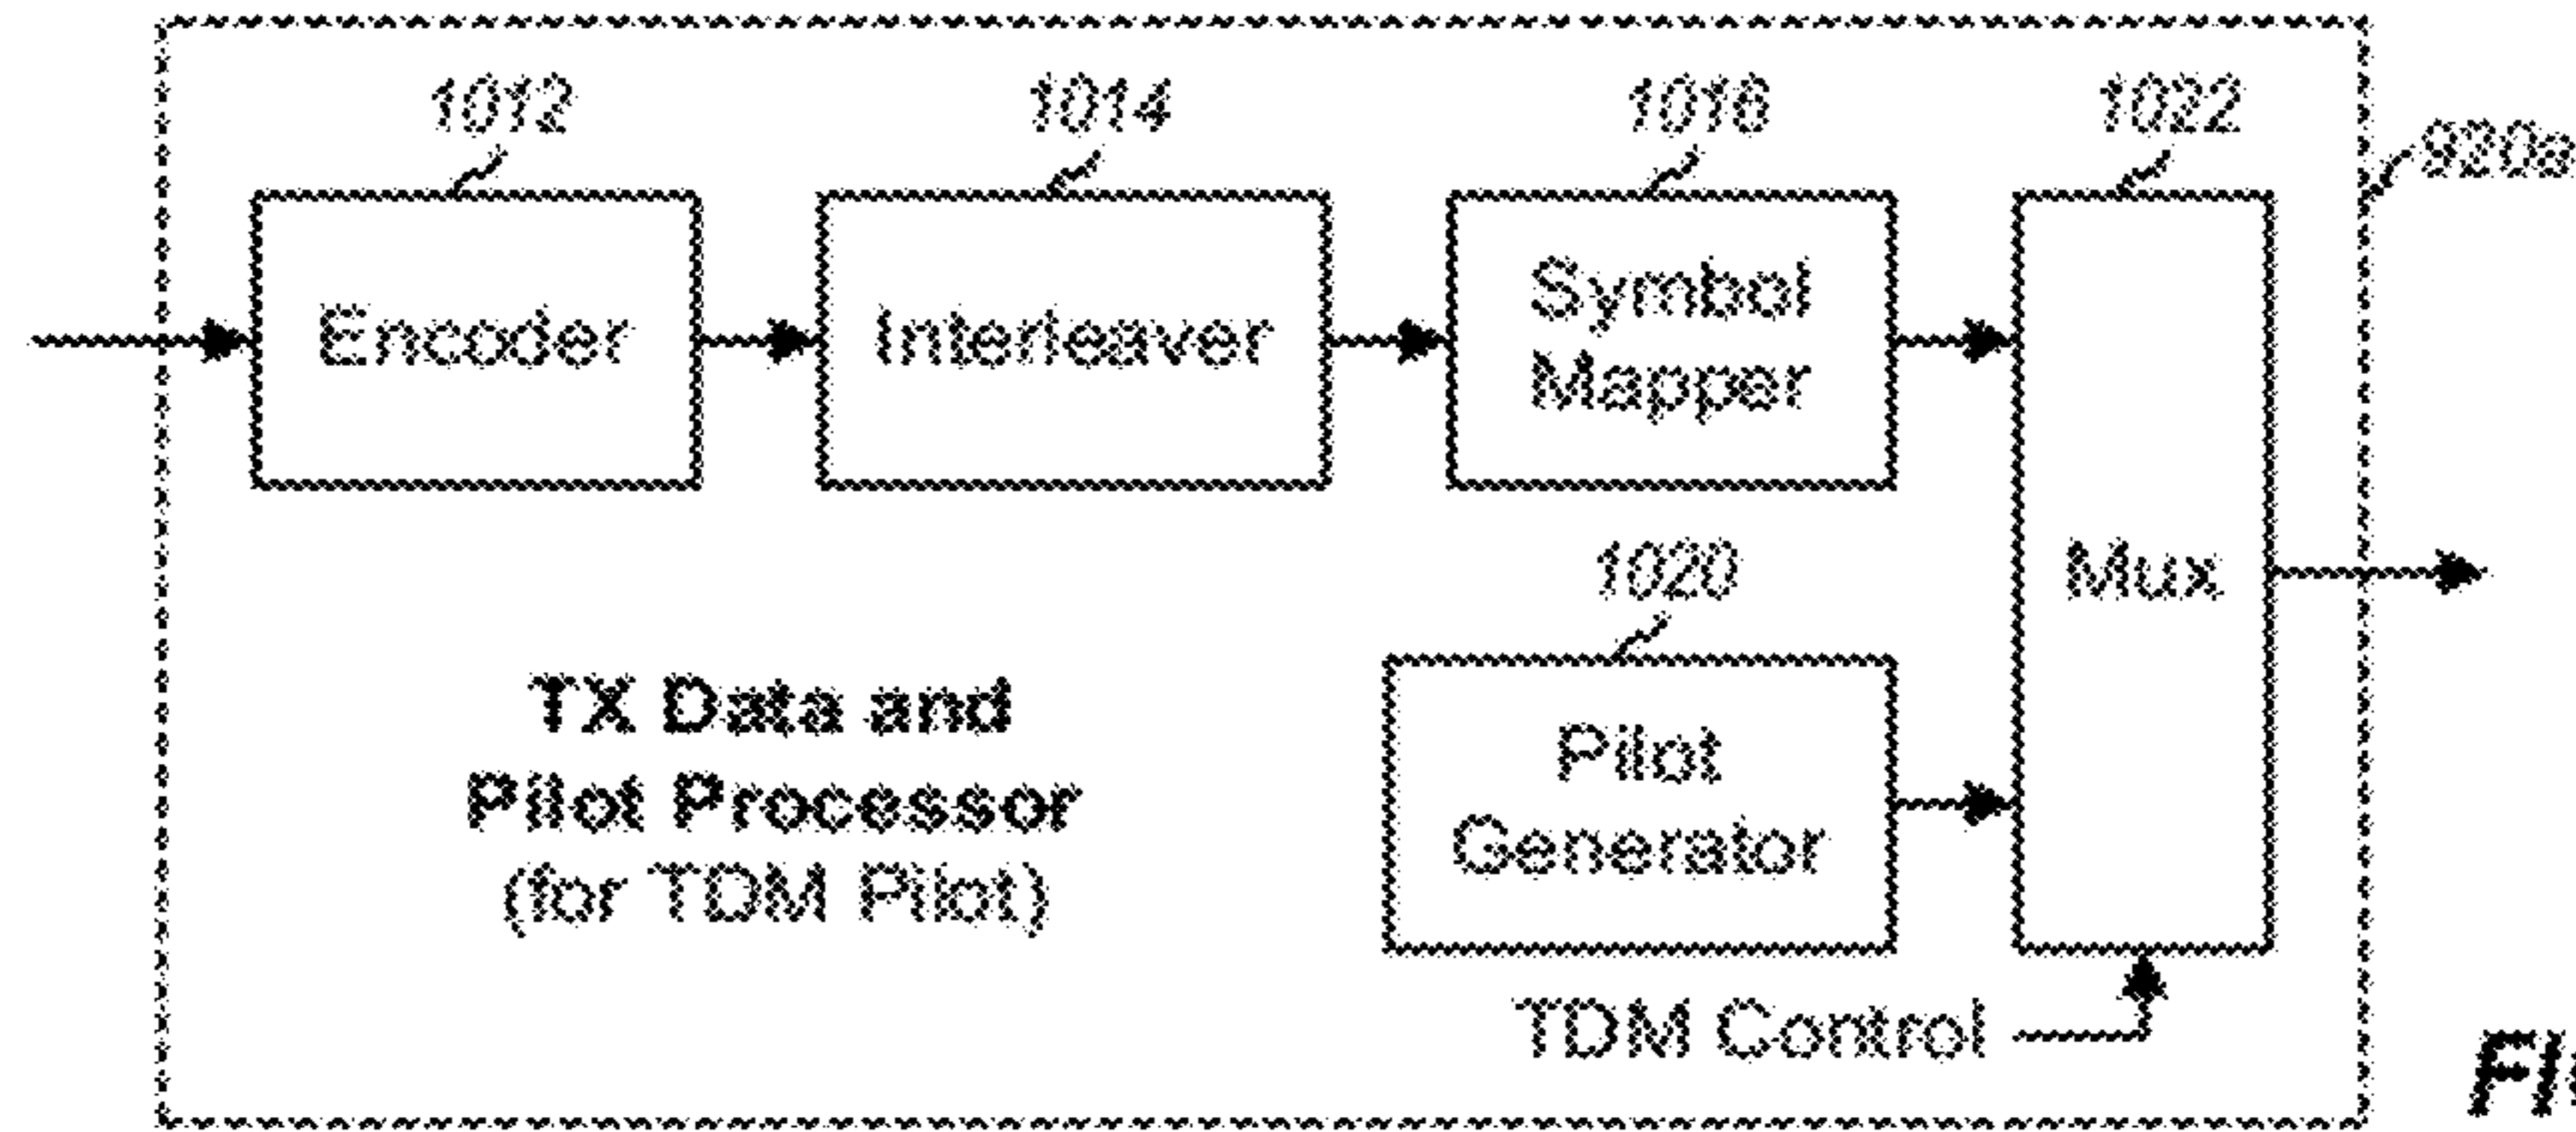 1012
1014
1016
1022
920a
Encoder
Interleaver
Symbol
Mapper
Mux
1020
Pilot
Generator
TX Data and
Pilot Processor
(for TDM Pilot)
TDM Control